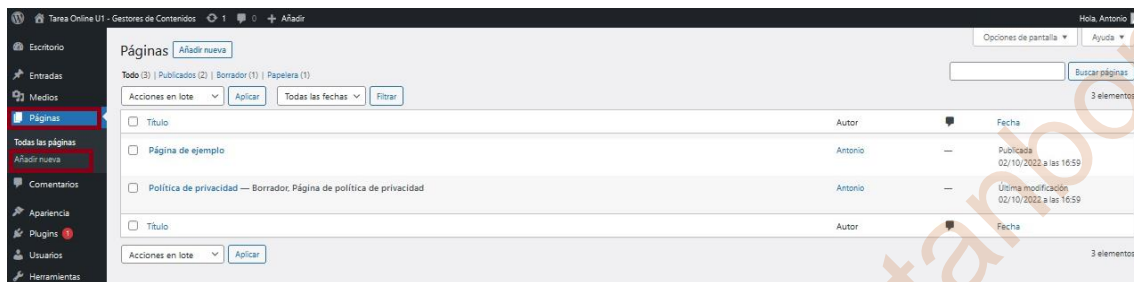 Tarea Online U1 - Gestores de Contenidos 1 0 + Añadir Hola, Antonio
Escritorio
Entradas
Medios
Páginas
Todas las páginas
Añadir nueva
Comentarios
Apariencia
Plugins 1
Usuarios
Herramientas
Opciones de pantalla ▼ Ayuda ▼
Páginas Añadir nueva
Todo (3) | Publicados (2) | Borrador (1) | Papelera (1)
Buscar páginas
Acciones en lote Aplicar Todas las fechas Filtrar 3 elementos
Título Autor Fecha
Página de ejemplo Antonio — Publicada
02/10/2022 a las 16:59
Política de privacidad — Borrador, Página de política de privacidad Antonio — Última modificación
02/10/2022 a las 16:59
Título Autor Fecha
Acciones en lote Aplicar 3 elementos